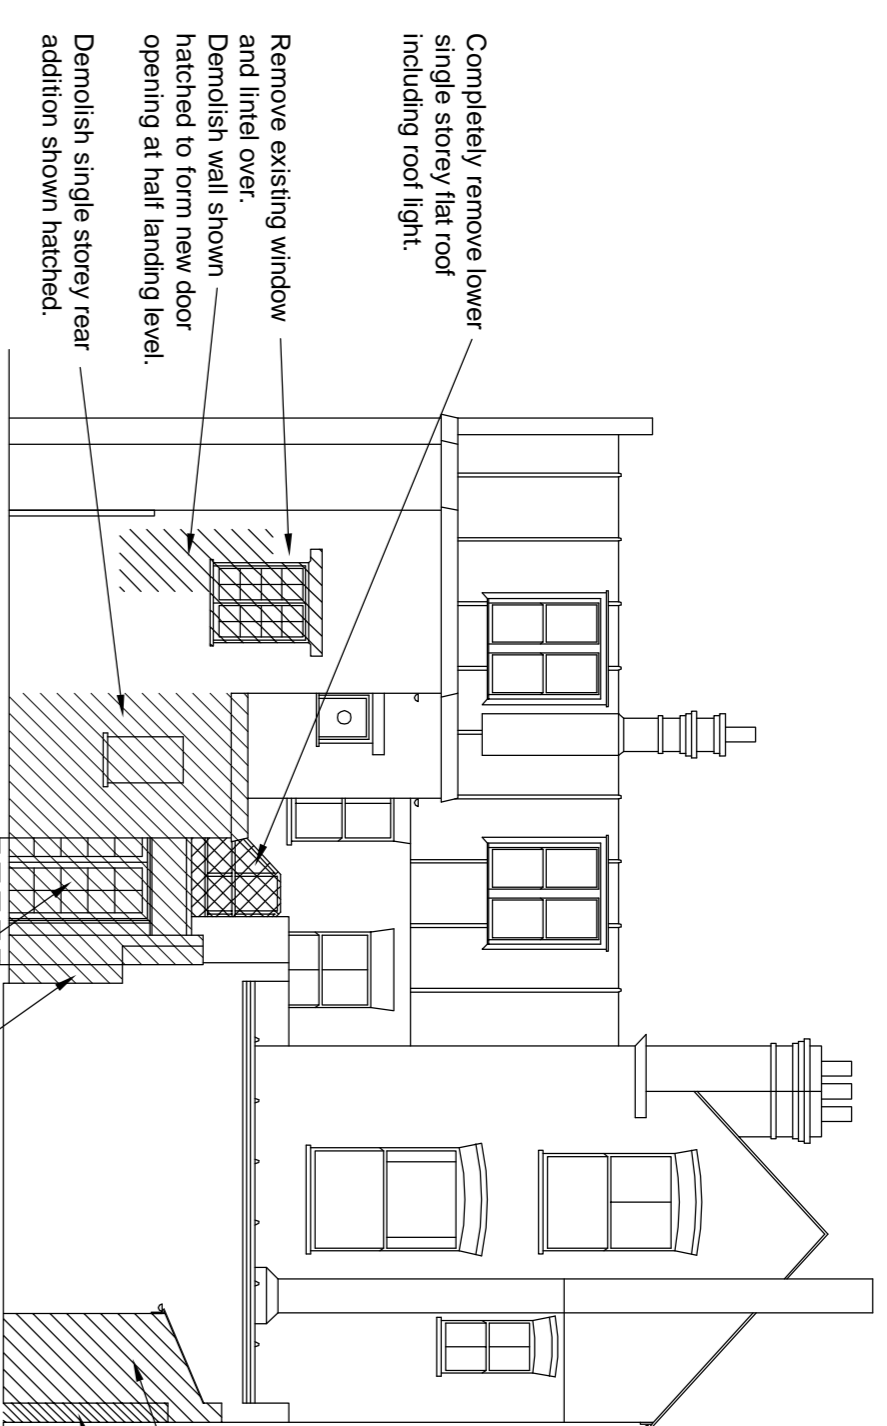 Completely remove lower
single storey flat roof
including roof light.
Remove existing window
and lintel over.
Demolish wall shown
hatched to form new door
opening at half landing level.
Demolish single storey rear
addition shown hatched.